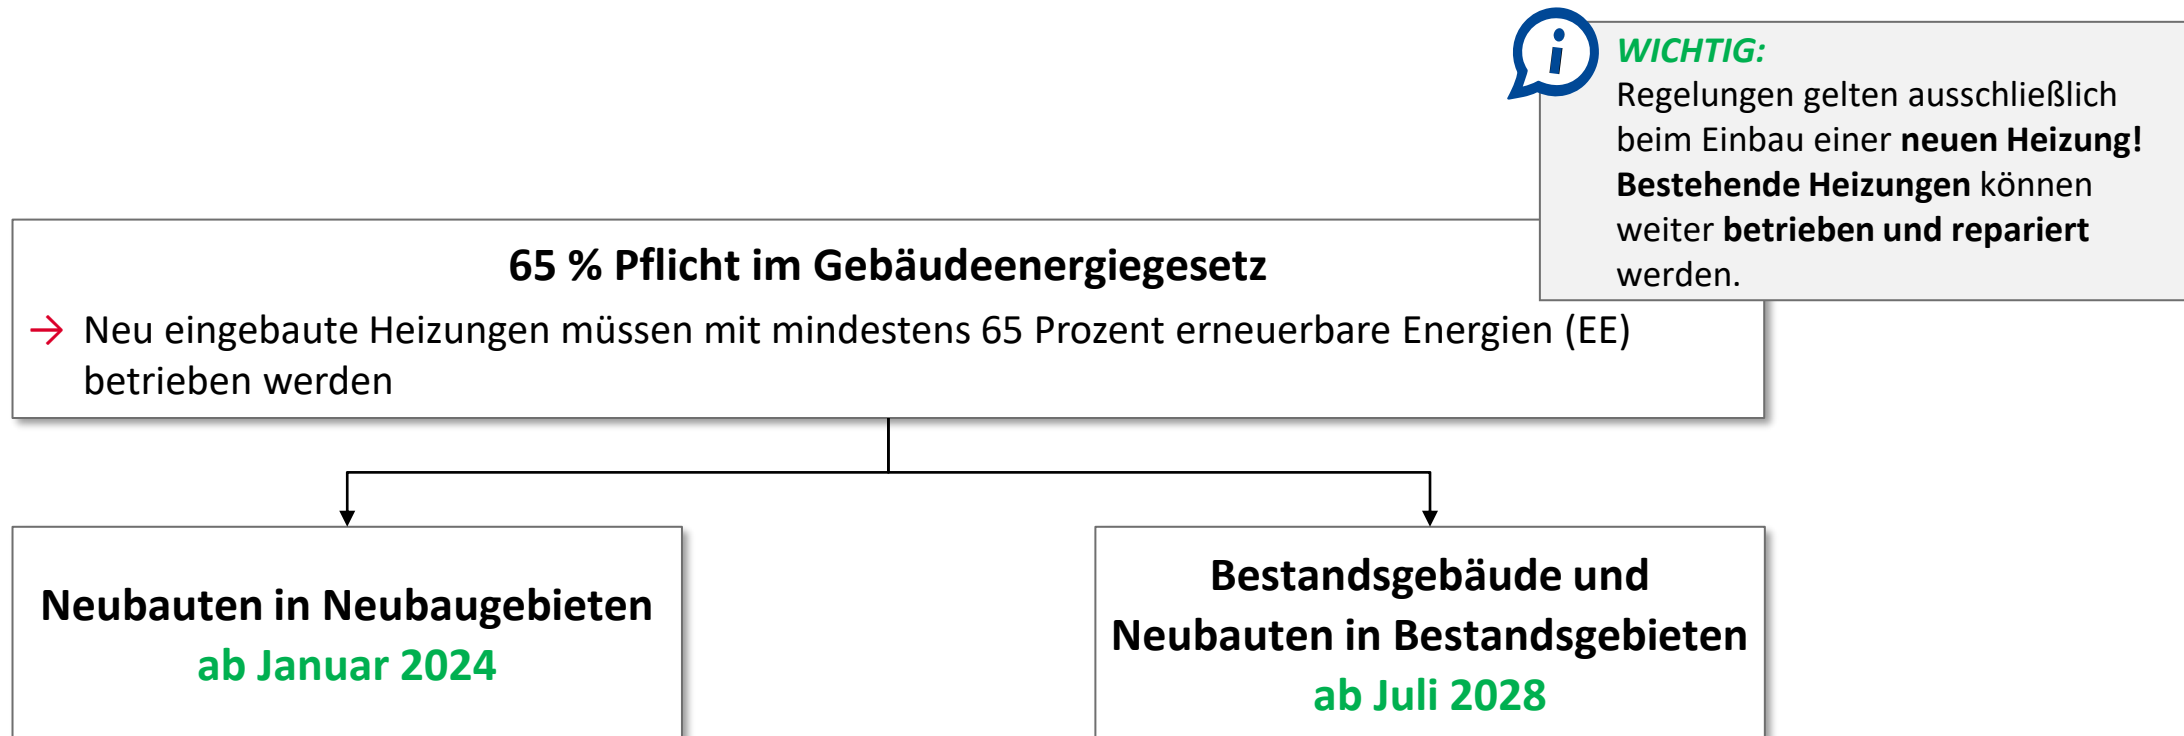 WICHTIG:
Regelungen gelten ausschließlich
beim Einbau einer neuen Heizung!
Bestehende Heizungen können
weiter betrieben und repariert
werden.
65 % Pflicht im Gebäudeenergiegesetz
→ Neu eingebaute Heizungen müssen mit mindestens 65 Prozent erneuerbare Energien (EE)
betrieben werden
Neubauten in Neubaugebieten
ab Januar 2024
Bestandsgebäude und
Neubauten in Bestandsgebieten
ab Juli 2028